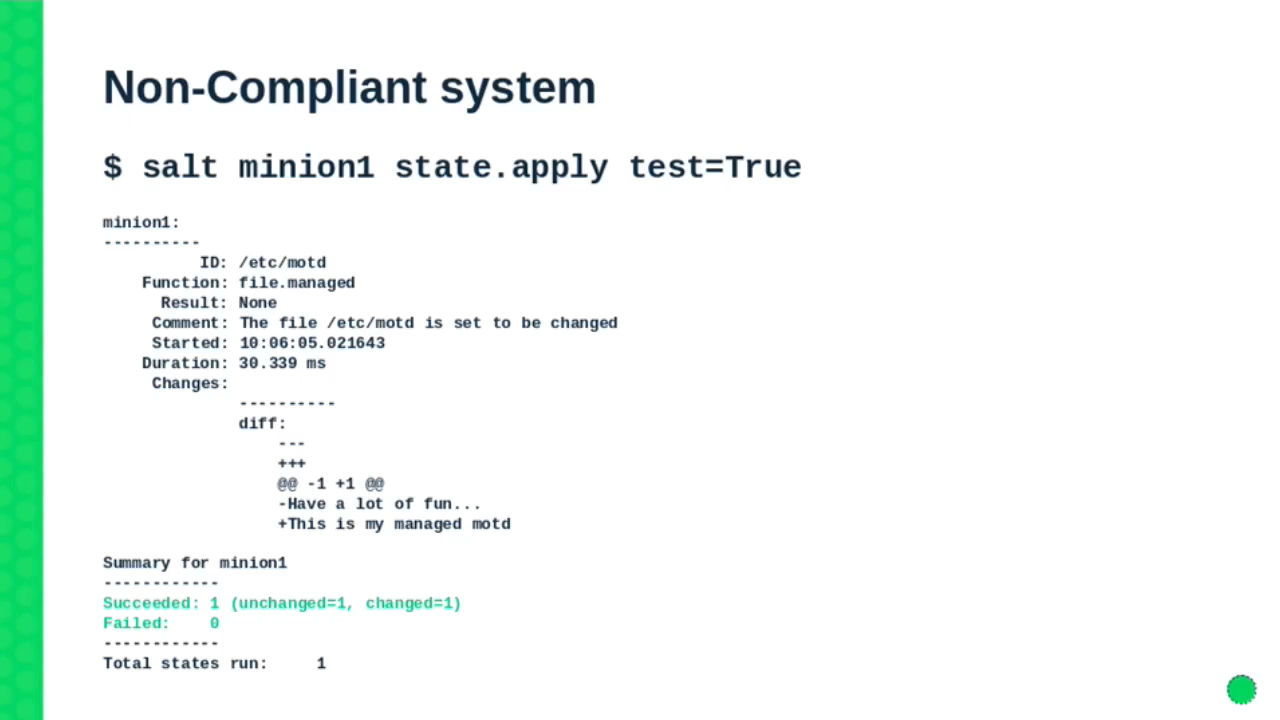 Non-Compliant system
$ salt minion1 state.apply test=True
minion1:
----------
          ID: /etc/motd
    Function: file.managed
      Result: None
     Comment: The file /etc/motd is set to be changed
     Started: 10:06:05.021643
    Duration: 30.339 ms
     Changes:
              ----------
              diff:
                  ---
                  +++
                  @@ -1 +1 @@
                  -Have a lot of fun...
                  +This is my managed motd
Summary for minion1
------------
Succeeded: 1 (unchanged=1, changed=1)
Failed:    0
------------
Total states run:     1